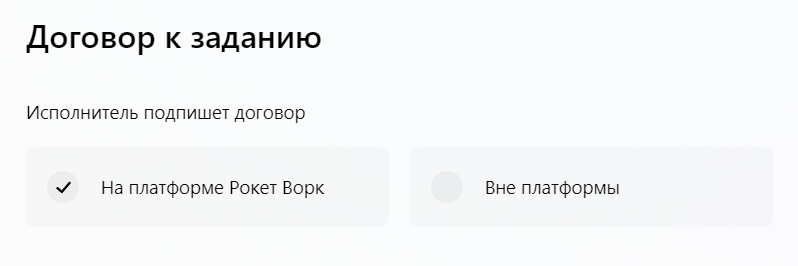 Договор к заданию
Исполнитель подпишет договор
На платформе Рокет Ворк
Вне платформы